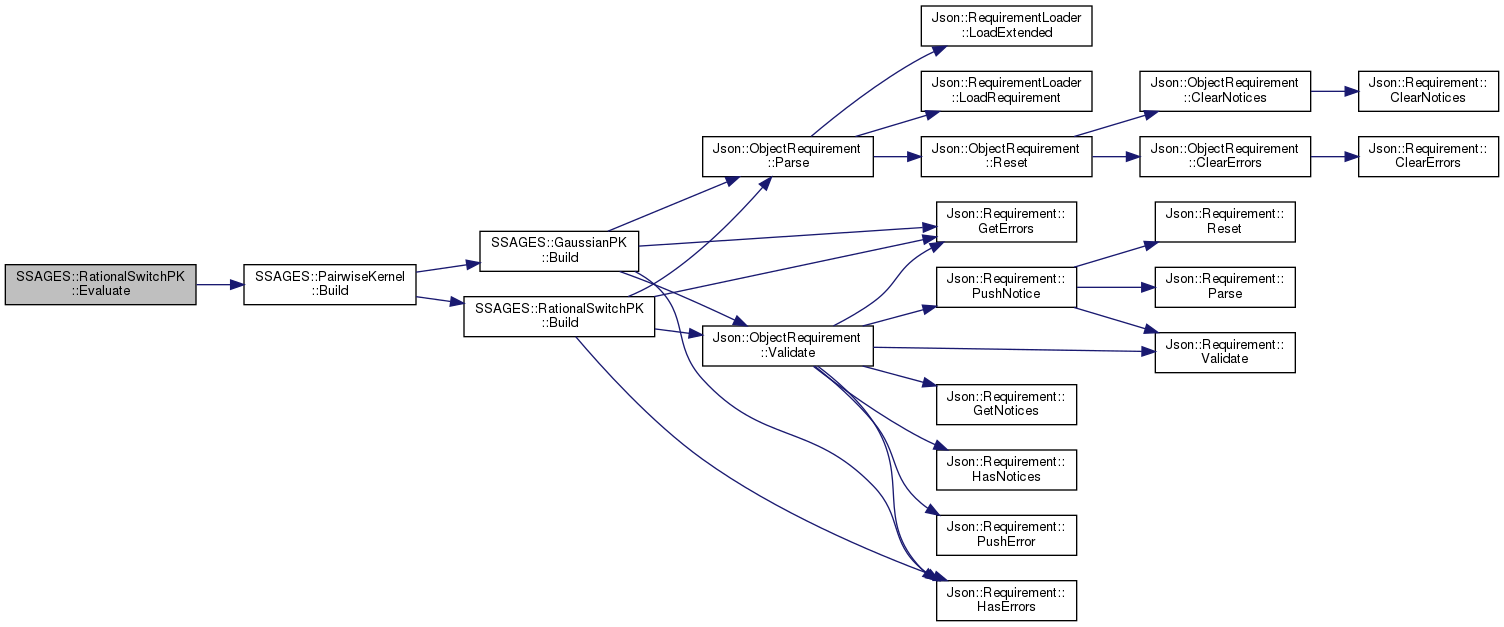 SSAGES::RationalSwitchPK
::Evaluate
SSAGES::PairwiseKernel
::Build
SSAGES::GaussianPK
::Build
SSAGES::RationalSwitchPK
::Build
Json::ObjectRequirement
::Parse
Json::ObjectRequirement
::Validate
Json::RequirementLoader
::LoadExtended
Json::RequirementLoader
::LoadRequirement
Json::ObjectRequirement
::Reset
Json::Requirement::
GetErrors
Json::Requirement::
PushNotice
Json::Requirement::
GetNotices
Json::Requirement::
HasNotices
Json::Requirement::
PushError
Json::Requirement::
HasErrors
Json::ObjectRequirement
::ClearNotices
Json::ObjectRequirement
::ClearErrors
Json::Requirement::
Reset
Json::Requirement::
Parse
Json::Requirement::
Validate
Json::Requirement::
ClearNotices
Json::Requirement::
ClearErrors